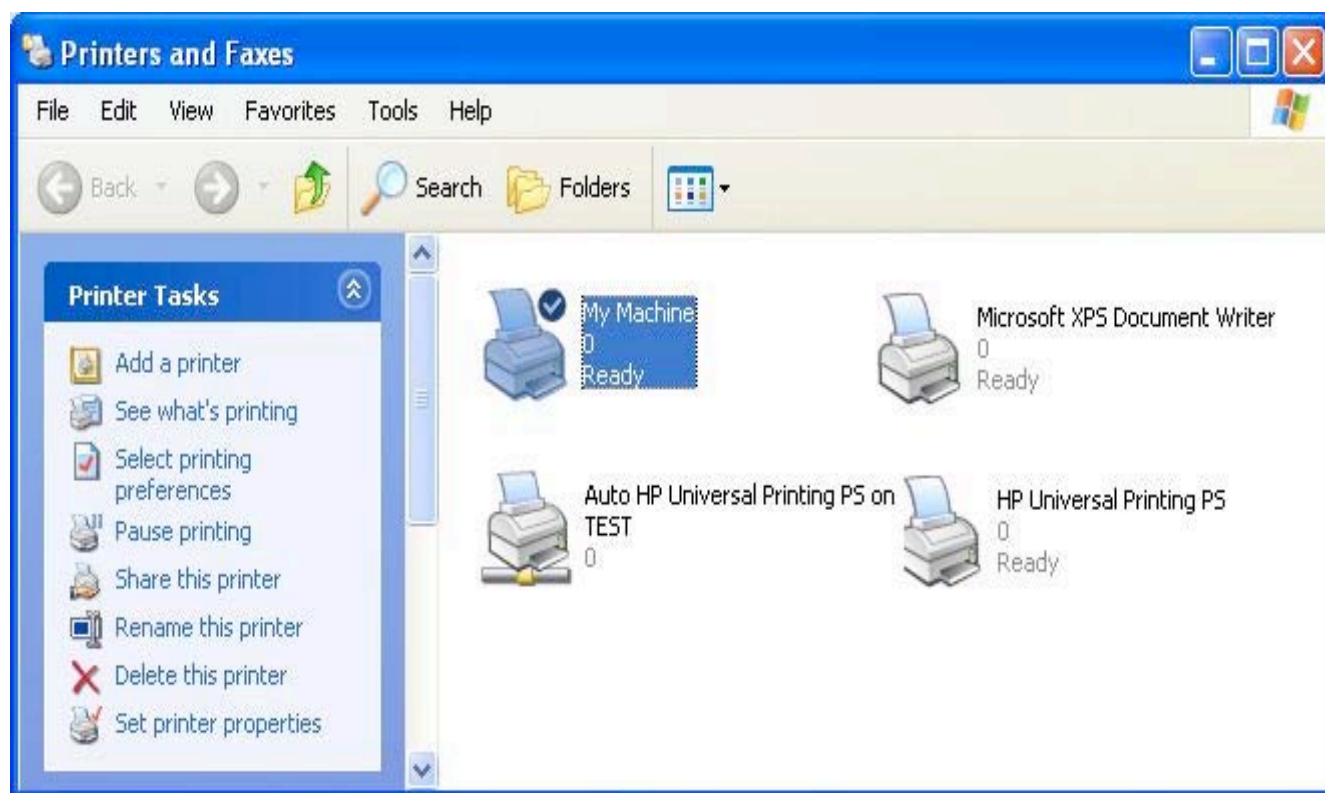 Printers and Faxes
File Edit View Favorites Tools Help
Back Search Folders
Printer Tasks
Add a printer
See what's printing
Select printing
preferences
Pause printing
Share this printer
Rename this printer
Delete this printer
Set printer properties
My Machine
0
Ready
Microsoft XPS Document Writer
0
Ready
Auto HP Universal Printing PS on
TEST
0
HP Universal Printing PS
0
Ready